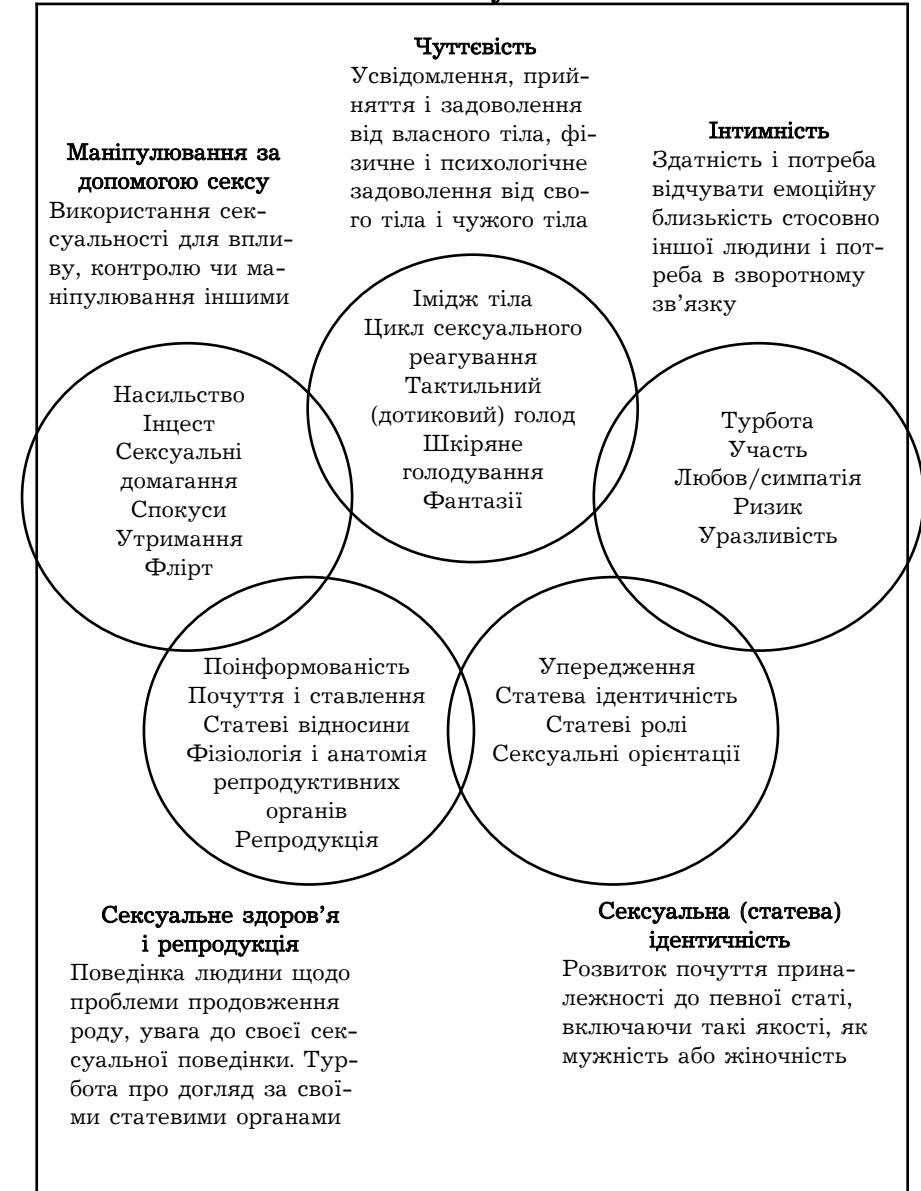 Чуттєвість
Усвідомлення, прий-
няття і задоволення
від власного тіла, фі-
зичне і психологічне
задоволення від сво-
го тіла і чужого тіла
Маніпулювання за
допомогою сексу
Використання сек-
суальності для впли-
ву, контролю чи ма-
ніпулювання іншими
Інтимність
Здатність і потреба
відчувати емоційну
близькість стосовно
іншої людини і пот-
реба в зворотному
зв’язку
Імідж тіла
Цикл сексуального
реагування
Тактильний
(дотиковий) голод
Шкіряне
голодування
Фантазії
Насильство
Інцест
Сексуальні
домагання
Спокуси
Утримання
Флірт
Турбота
Участь
Любов/симпатія
Ризик
Уразливість
Поінформованість
Почуття і ставлення
Статеві відносини
Фізіологія і анатомія
репродуктивних
органів
Репродукція
Упередження
Статева ідентичність
Статеві ролі
Сексуальні орієнтації
Сексуальне здоров’я
і репродукція
Поведінка людини щодо
проблеми продовження
роду, увага до своєї сек-
суальної поведінки. Тур-
бота про догляд за свої-
ми статевими органами
Сексуальна (статева)
ідентичність
Розвиток почуття прина-
лежності до певної статі,
включаючи такі якості, як
мужність або жіночність